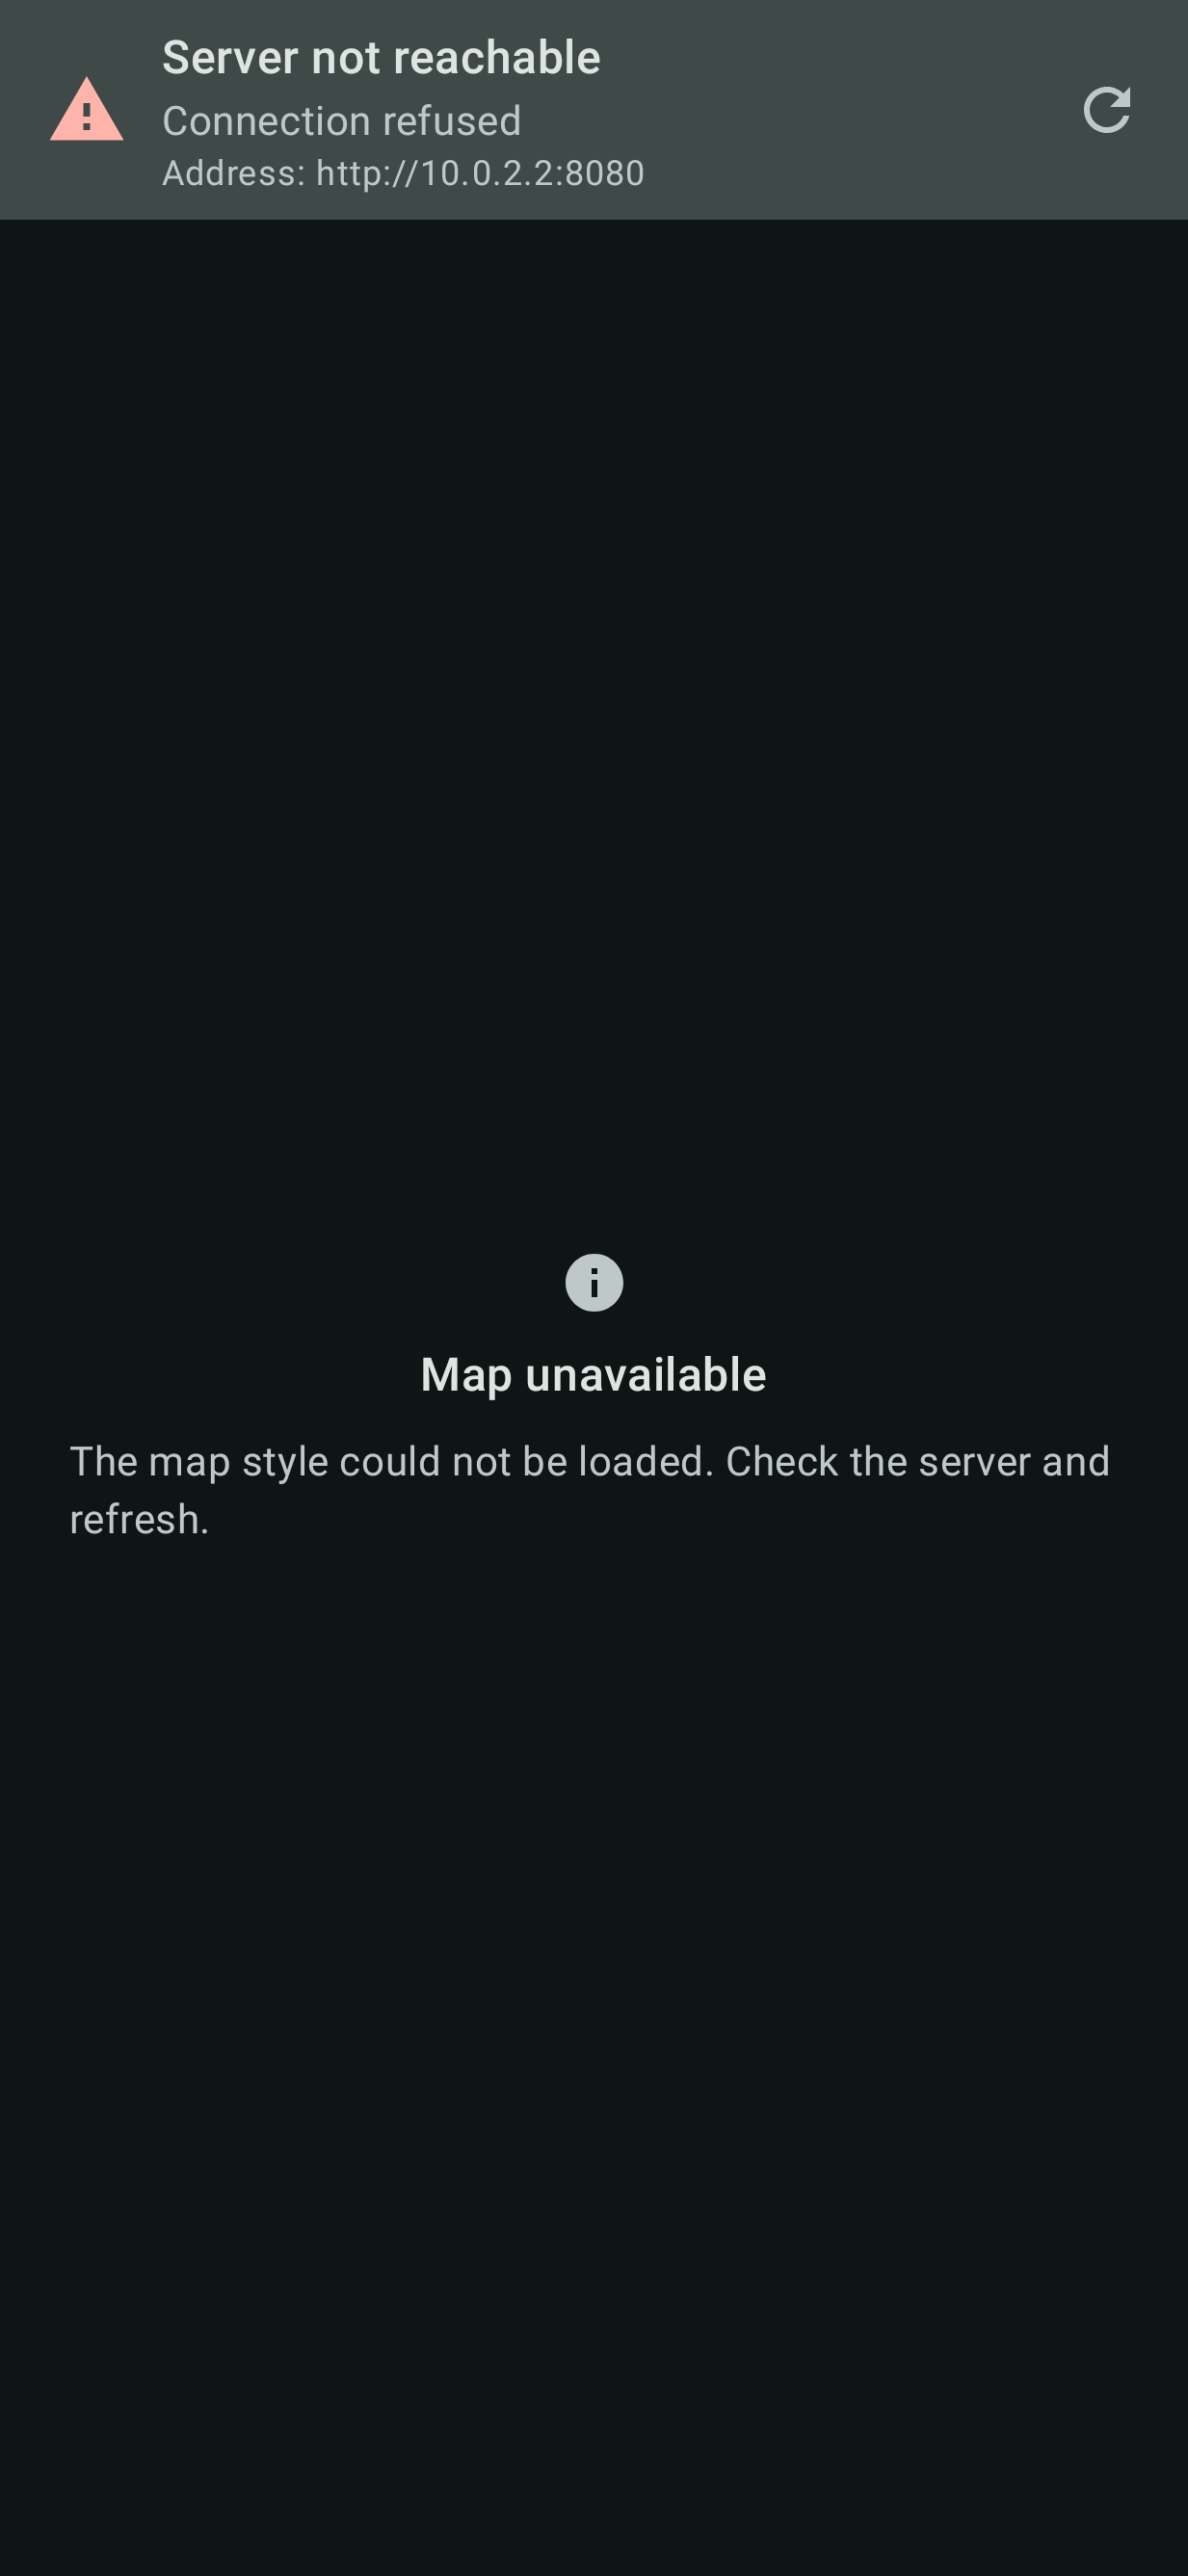 Server not reachable
Connection refused
Address: http://10.0.2.2:8080
Map unavailable
The map style could not be loaded. Check the server and
refresh.